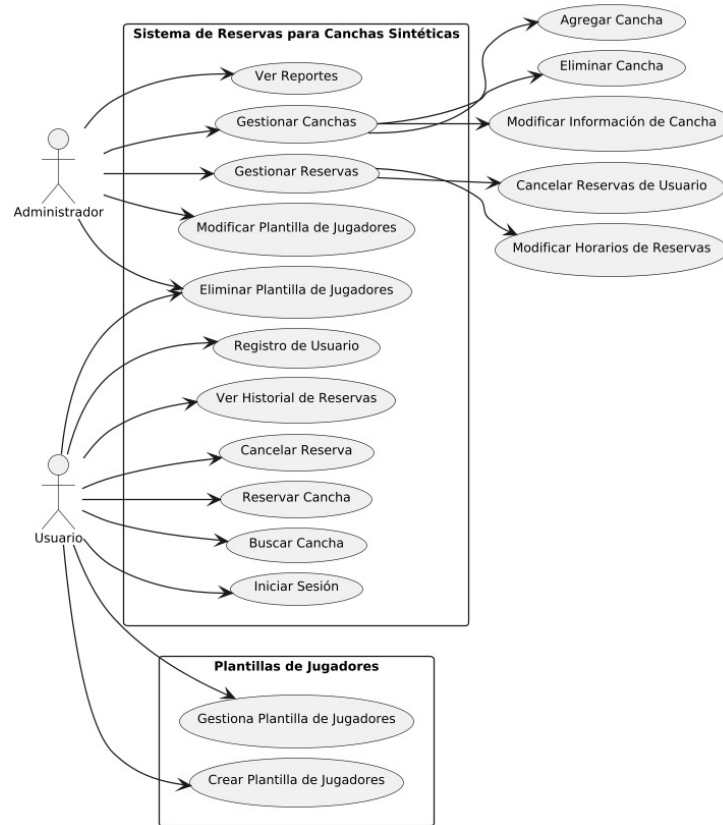 Sistema de Reservas para Canchas Sintéticas
Agregar Cancha
Eliminar Cancha
Ver Reportes
Gestionar Canchas
Modificar Información de Cancha
Gestionar Reservas
Cancelar Reservas de Usuario
Administrador
Modificar Plantilla de Jugadores
Modificar Horarios de Reservas
Eliminar Plantilla de Jugadores
Registro de Usuario
Ver Historial de Reservas
Cancelar Reserva
Reservar Cancha
Usuario
Buscar Cancha
Iniciar Sesión
Plantillas de Jugadores
Gestiona Plantilla de Jugadores
Crear Plantilla de Jugadores